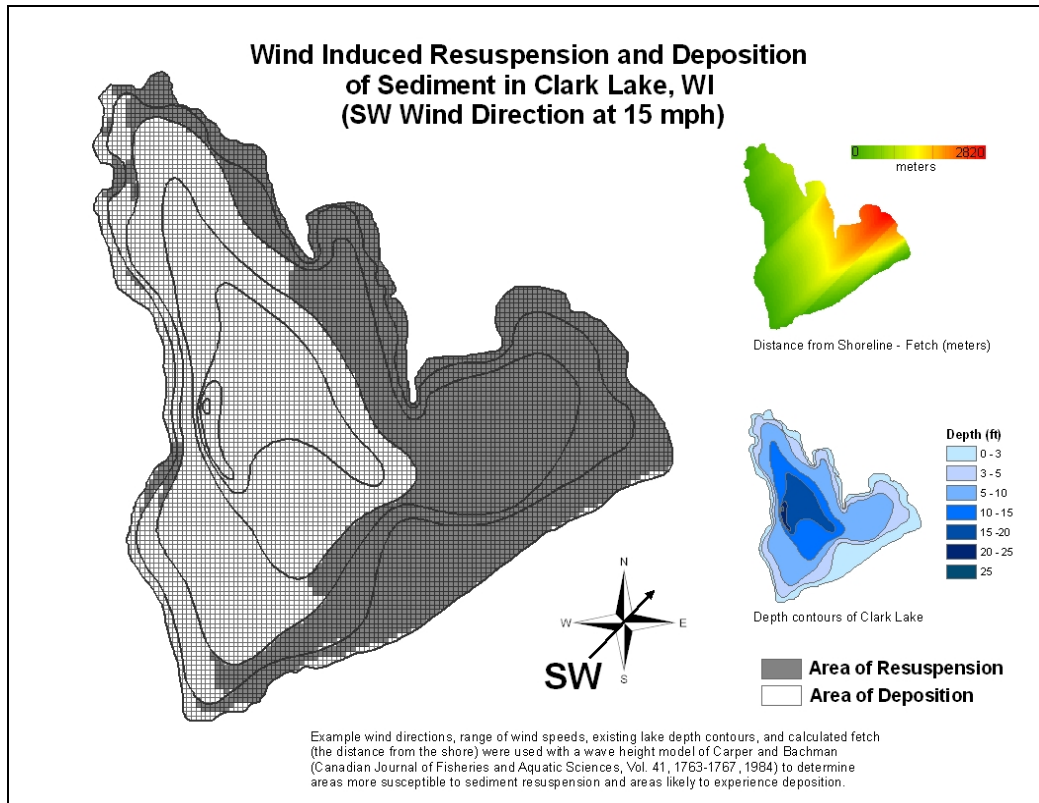 Wind Induced Resuspension and Deposition
of Sediment in Clark Lake, WI
(SW Wind Direction at 15 mph)
0 2820
meters
Distance from Shoreline - Fetch (meters)
Depth (ft)
0 - 3
3 - 5
5 - 10
10 - 15
15 -20
20 - 25
25
Depth contours of Clark Lake
N
W E
S
SW
Area of Resuspension
Area of Deposition
Example wind directions, range of wind speeds, existing lake depth contours, and calculated fetch
(the distance from the shore) were used with a wave height model of Carper and Bachman
(Canadian Journal of Fisheries and Aquatic Sciences, Vol. 41, 1763-1767, 1984) to determine
areas more susceptible to sediment resuspension and areas likely to experience deposition.